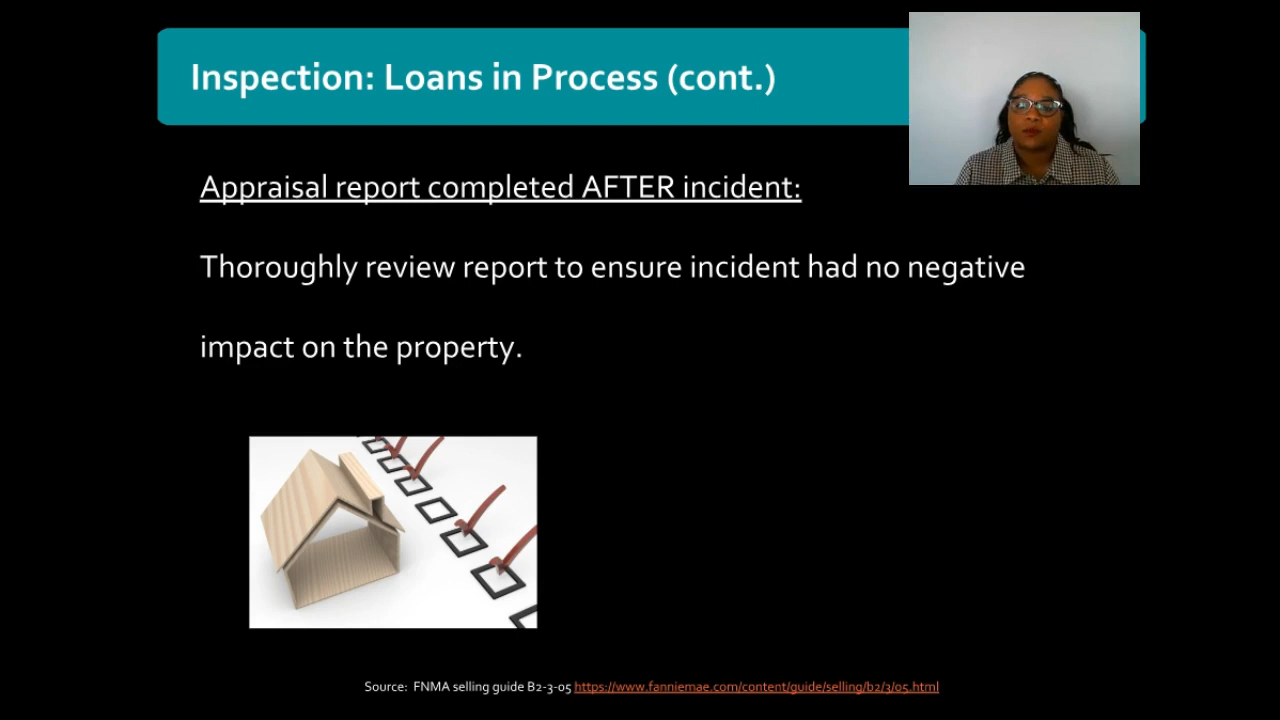 Inspection: Loans in Process (cont.)
Appraisal report completed AFTER incident:
Thoroughly review report to ensure incident had no negative
impact on the property.
Source: FNMA selling guide B2-3-05 https://www.fanniemae.com/content/guide/selling/b2/3/05.html